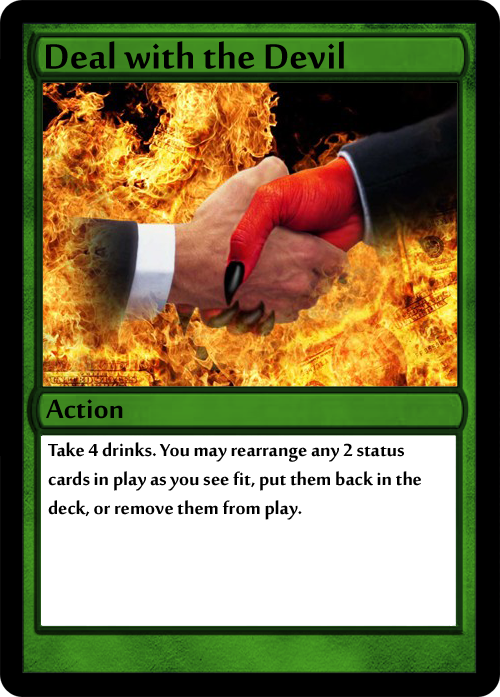 Deal with the Devil
Action
Take 4 drinks. You may rearrange any 2 status
cards in play as you see fit, put them back in the
deck, or remove them from play.